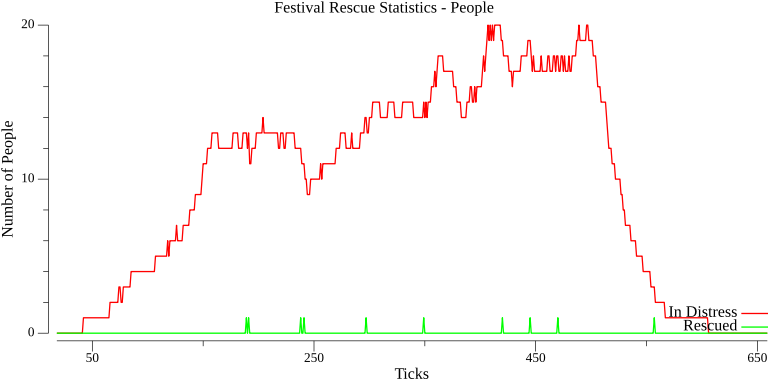 Festival Rescue Statistics - People
Number of People
20
10
0
In Distress
Rescued
50
250
450
650
Ticks